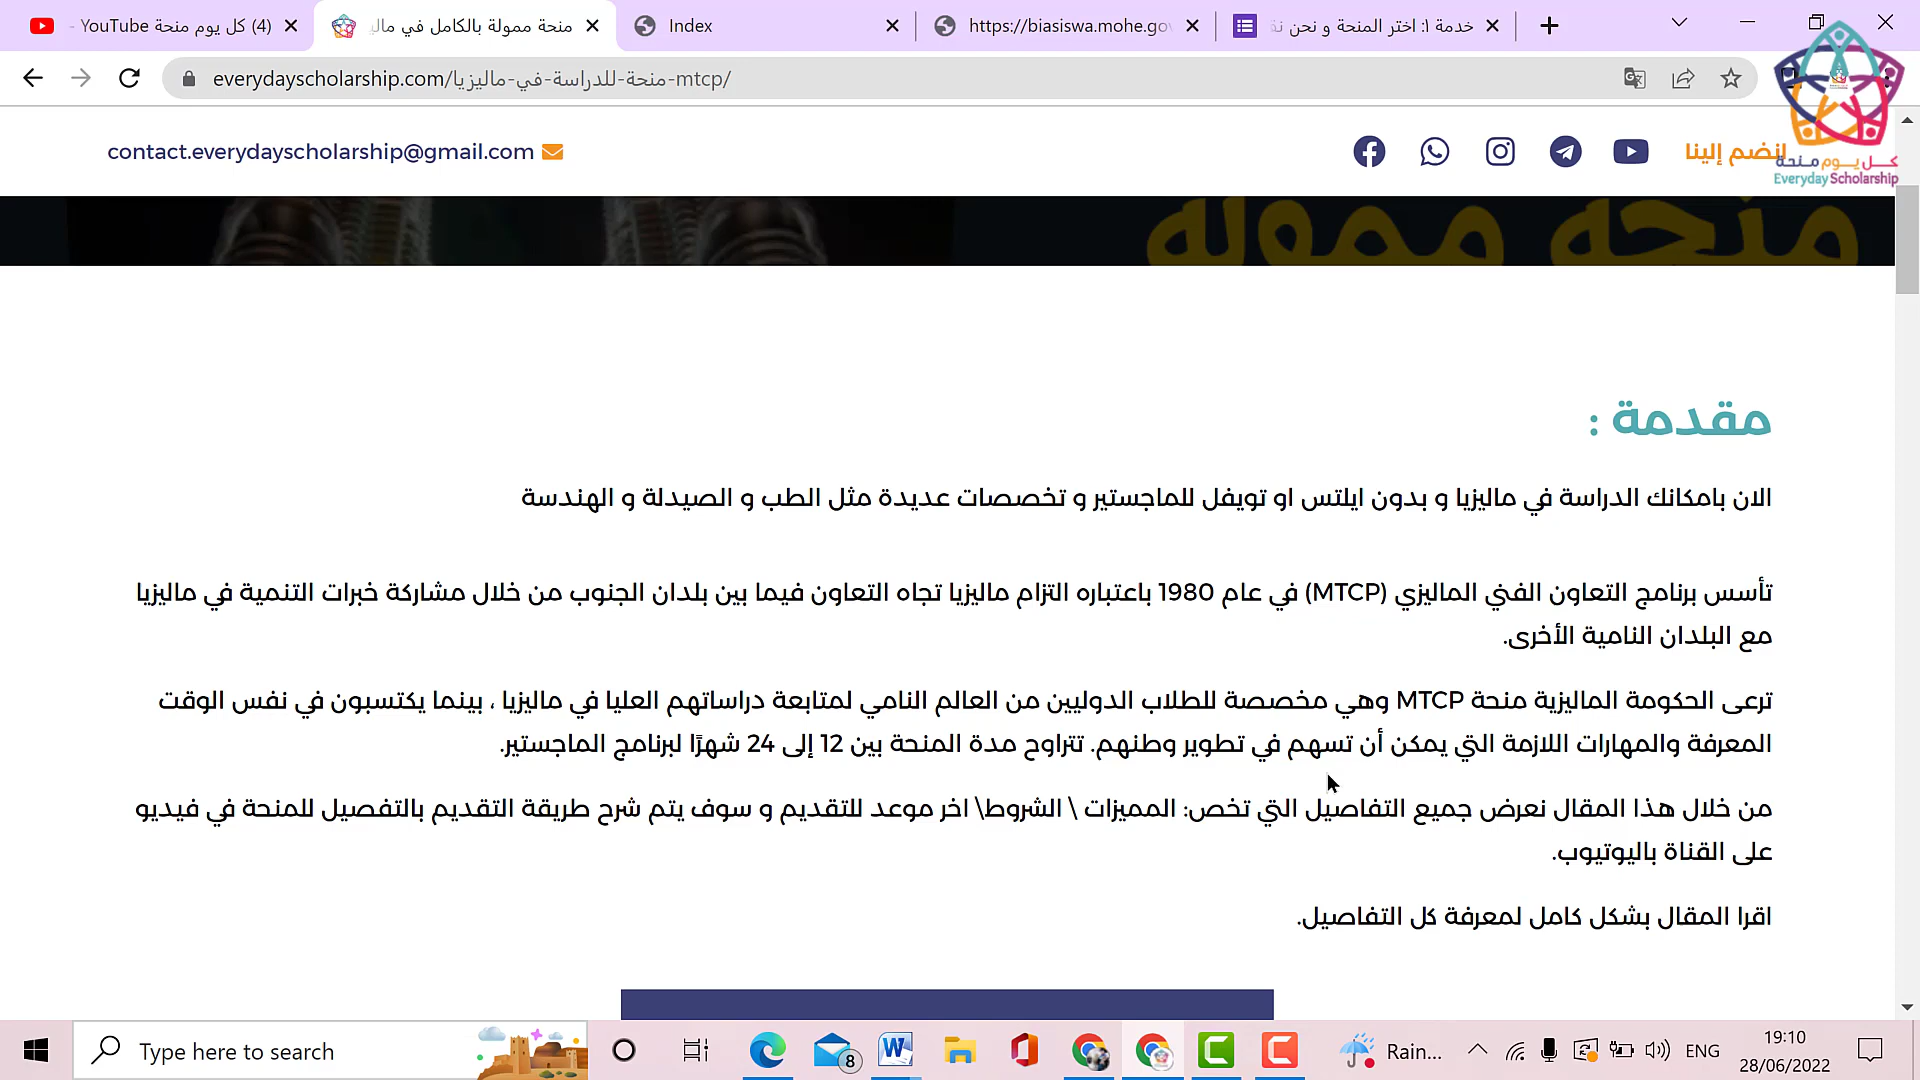 (4) كل يوم منحة YouTube -
منحة ممولة بالكامل في مالي
Index
https://biasiswa.mohe.gov
خدمة ١: اختر المنحة و نحن نق
everydayscholarship.com/منحة-للدراسة-في-ماليزيا-mtcp/
contact.everydayscholarship@gmail.com
انضم إلينا
كل يوم منحة
Everyday Scholarship
منحة ممولة
مقدمة :
الان بامكانك الدراسة في ماليزيا و بدون ايلتس او تويفل للماجستير و تخصصات عديدة مثل الطب و الصيدلة و الهندسة
تأسس برنامج التعاون الفني الماليزي (MTCP) في عام 1980 باعتباره التزام ماليزيا تجاه التعاون فيما بين بلدان الجنوب من خلال مشاركة خبرات التنمية في ماليزيا
مع البلدان النامية الأخرى.
ترعى الحكومة الماليزية منحة MTCP وهي مخصصة للطلاب الدوليين من العالم النامي لمتابعة دراساتهم العليا في ماليزيا ، بينما يكتسبون في نفس الوقت
المعرفة والمهارات اللازمة التي يمكن أن تسهم في تطوير وطنهم. تتراوح مدة المنحة بين 12 إلى 24 شهرًا لبرنامج الماجستير.
من خلال هذا المقال نعرض جميع التفاصيل التي تخص: المميزات \ الشروط\ اخر موعد للتقديم و سوف يتم شرح طريقة التقديم بالتفصيل للمنحة في فيديو
على القناة باليوتيوب.
اقرا المقال بشكل كامل لمعرفة كل التفاصيل.
Type here to search
8
Rain...
ENG
19:10
28/06/2022